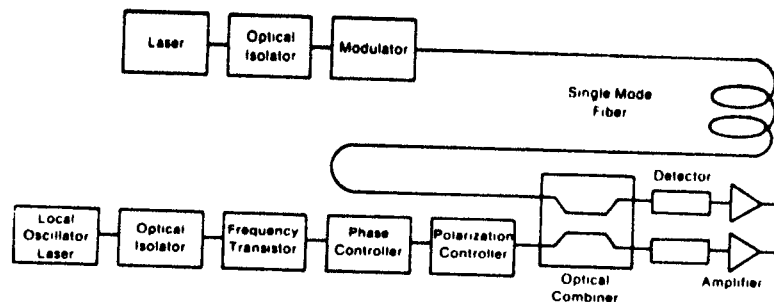 Laser
Optical
Isolator
Modulator
Single Mode
Fiber
Detector
Local
Oscillator
Laser
Optical
Isolator
Frequency
Transistor
Phase
Controller
Polarization
Controller
Optical
Combiner
Amplifier